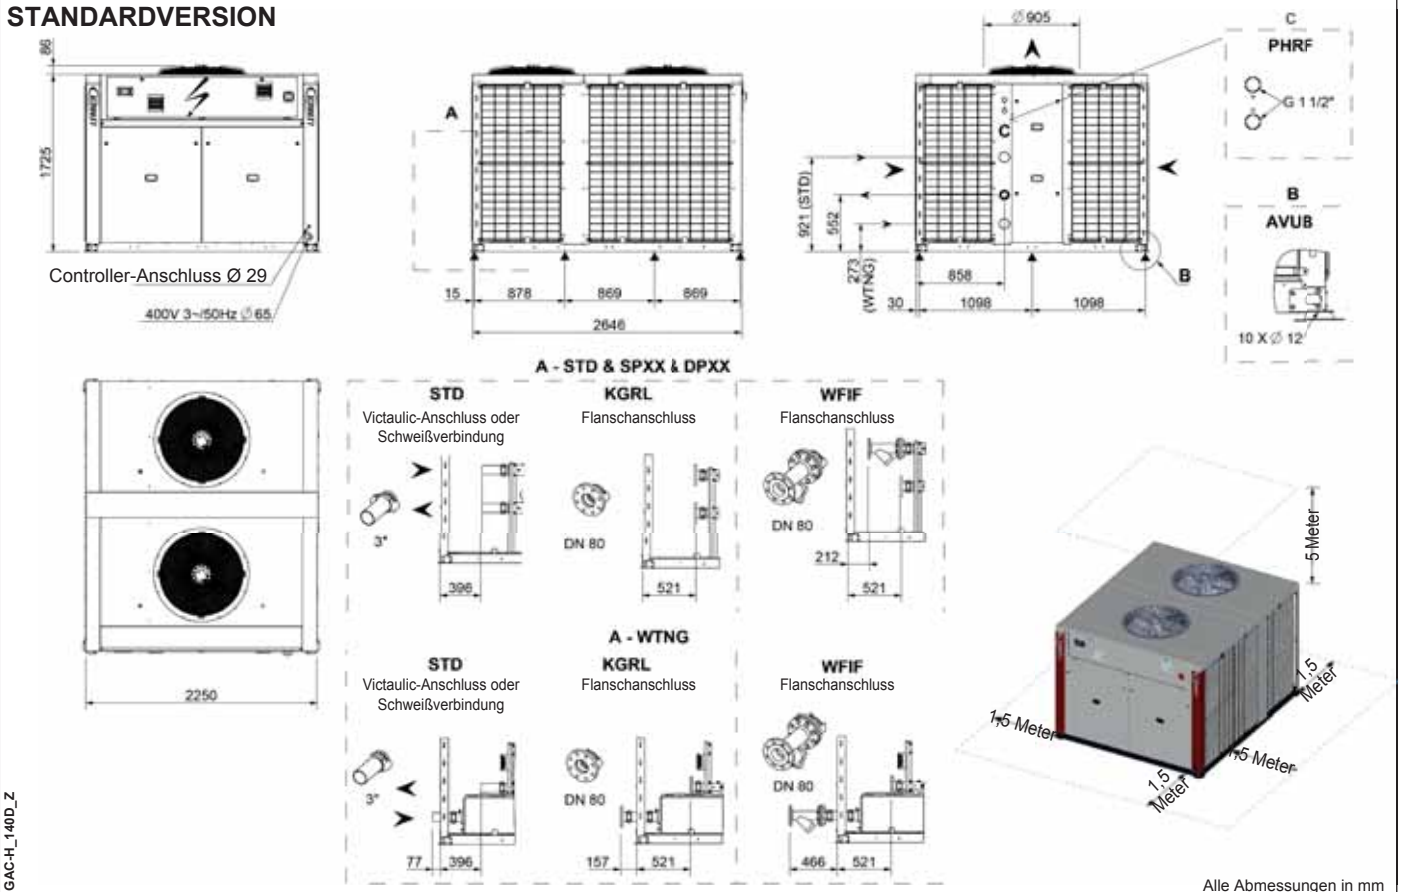 STANDARDVERSION
86
1725
Controller-Anschluss Ø 29
400V 3~/50Hz Ø 65
A
15
878
869
869
2646
Ø 905
C
921 (STD)
552
273
(WTNG)
858
30
1098
1098
B
C
PHRF
G 1 1/2"
B
AVUB
10 X Ø 12
2250
A - STD & SPXX & DPXX
STD
Victaulic-Anschluss oder
Schweißverbindung
3"
396
KGRL
Flanschanschluss
DN 80
521
WFIF
Flanschanschluss
DN 80
212
521
A - WTNG
STD
Victaulic-Anschluss oder
Schweißverbindung
3"
77
396
KGRL
Flanschanschluss
DN 80
157
521
WFIF
Flanschanschluss
DN 80
466
521
5 Meter
1,5
Meter
1,5 Meter
1,5 Meter
1,5
Meter
GAC-H_140D_Z
Alle Abmessungen in mm